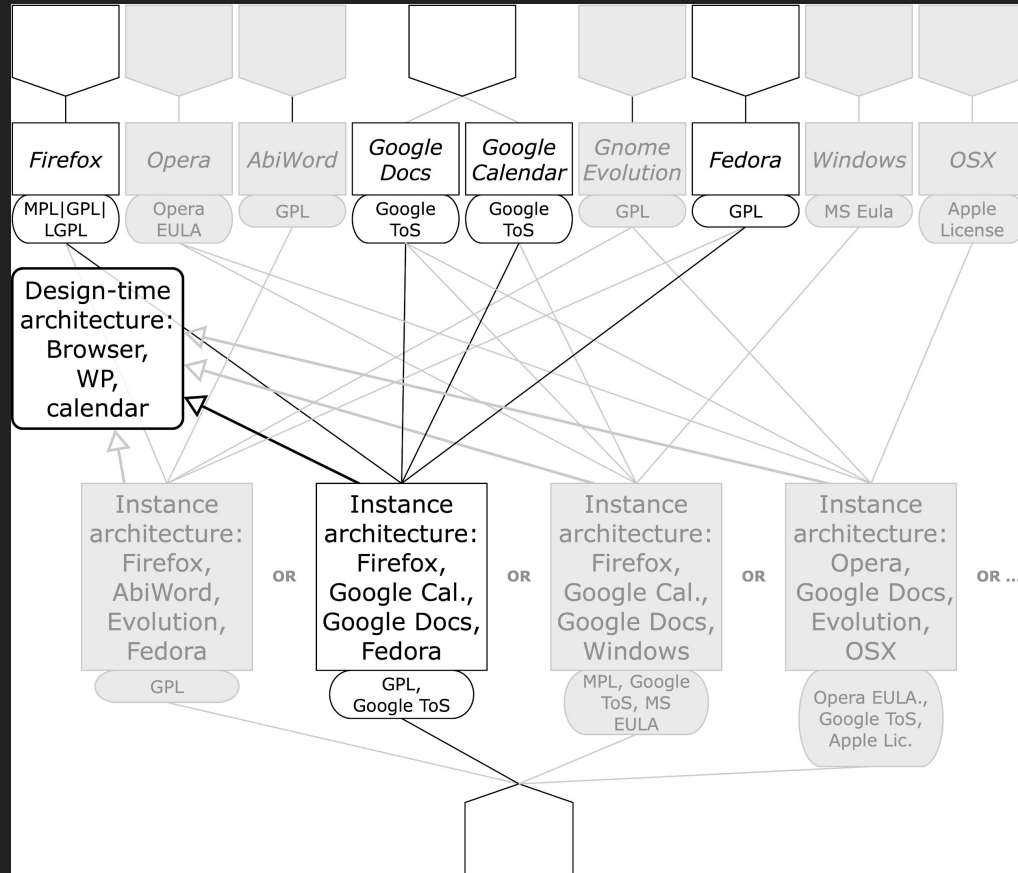 Firefox
Opera
AbiWord
Google
Docs
Google
Calendar
Gnome
Evolution
Fedora
Windows
OSX
MPL|GPL|
LGPL
Opera
EULA
GPL
Google
ToS
Google
ToS
GPL
GPL
MS Eula
Apple
License
Design-time
architecture:
Browser,
WP,
calendar
Instance
architecture:
Firefox,
AbiWord,
Evolution,
Fedora
OR
Instance
architecture:
Firefox,
Google Cal.,
Google Docs,
Fedora
OR
Instance
architecture:
Firefox,
Google Cal.,
Google Docs,
Windows
OR
Instance
architecture:
Opera,
Google Docs,
Evolution,
OSX
OR ...
GPL
GPL,
Google ToS
MPL, Google
ToS, MS
EULA
Opera EULA.,
Google ToS,
Apple Lic.